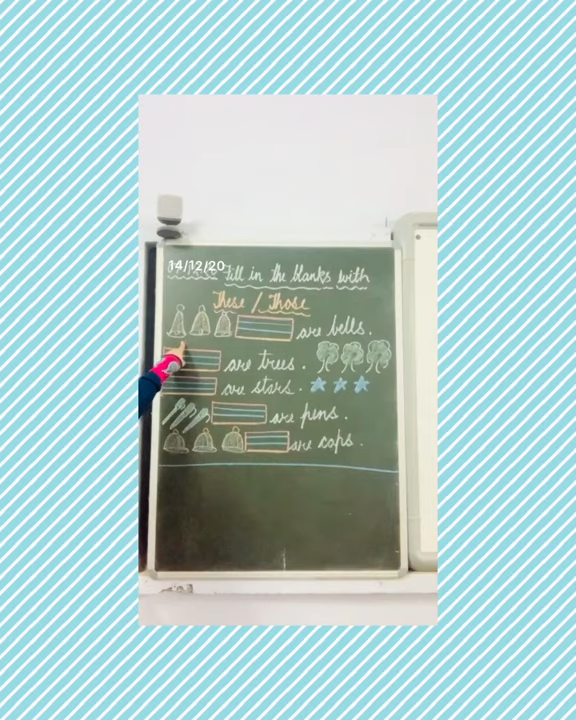 14/12/20
Fill in the blanks with
These / Those
are bells.
are trees.
are stars.
are pens.
are caps.